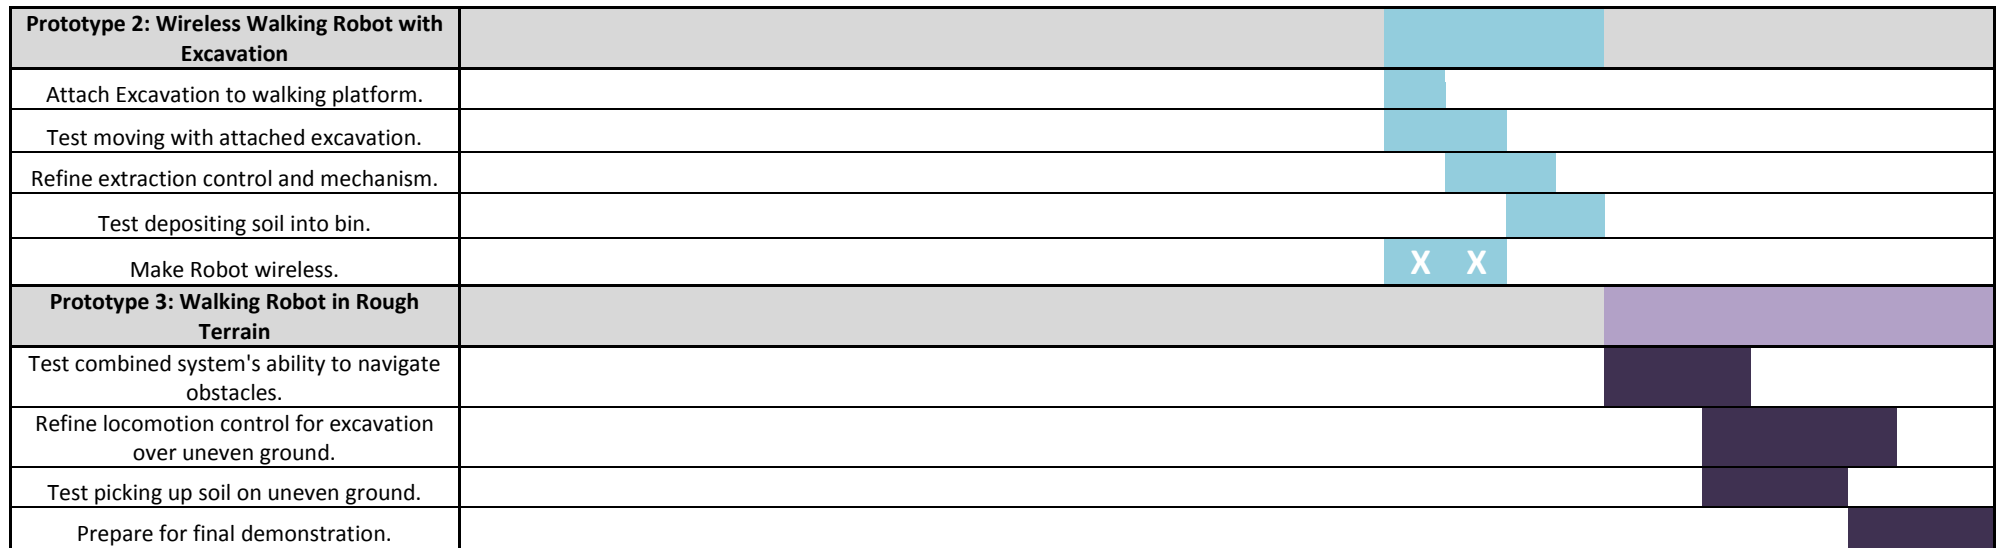 Prototype 2: Wireless Walking Robot with
Excavation
Attach Excavation to walking platform.
Test moving with attached excavation.
Refine extraction control and mechanism.
Test depositing soil into bin.
Make Robot wireless.
X X
Prototype 3: Walking Robot in Rough
Terrain
Test combined system's ability to navigate
obstacles.
Refine locomotion control for excavation
over uneven ground.
Test picking up soil on uneven ground.
Prepare for final demonstration.